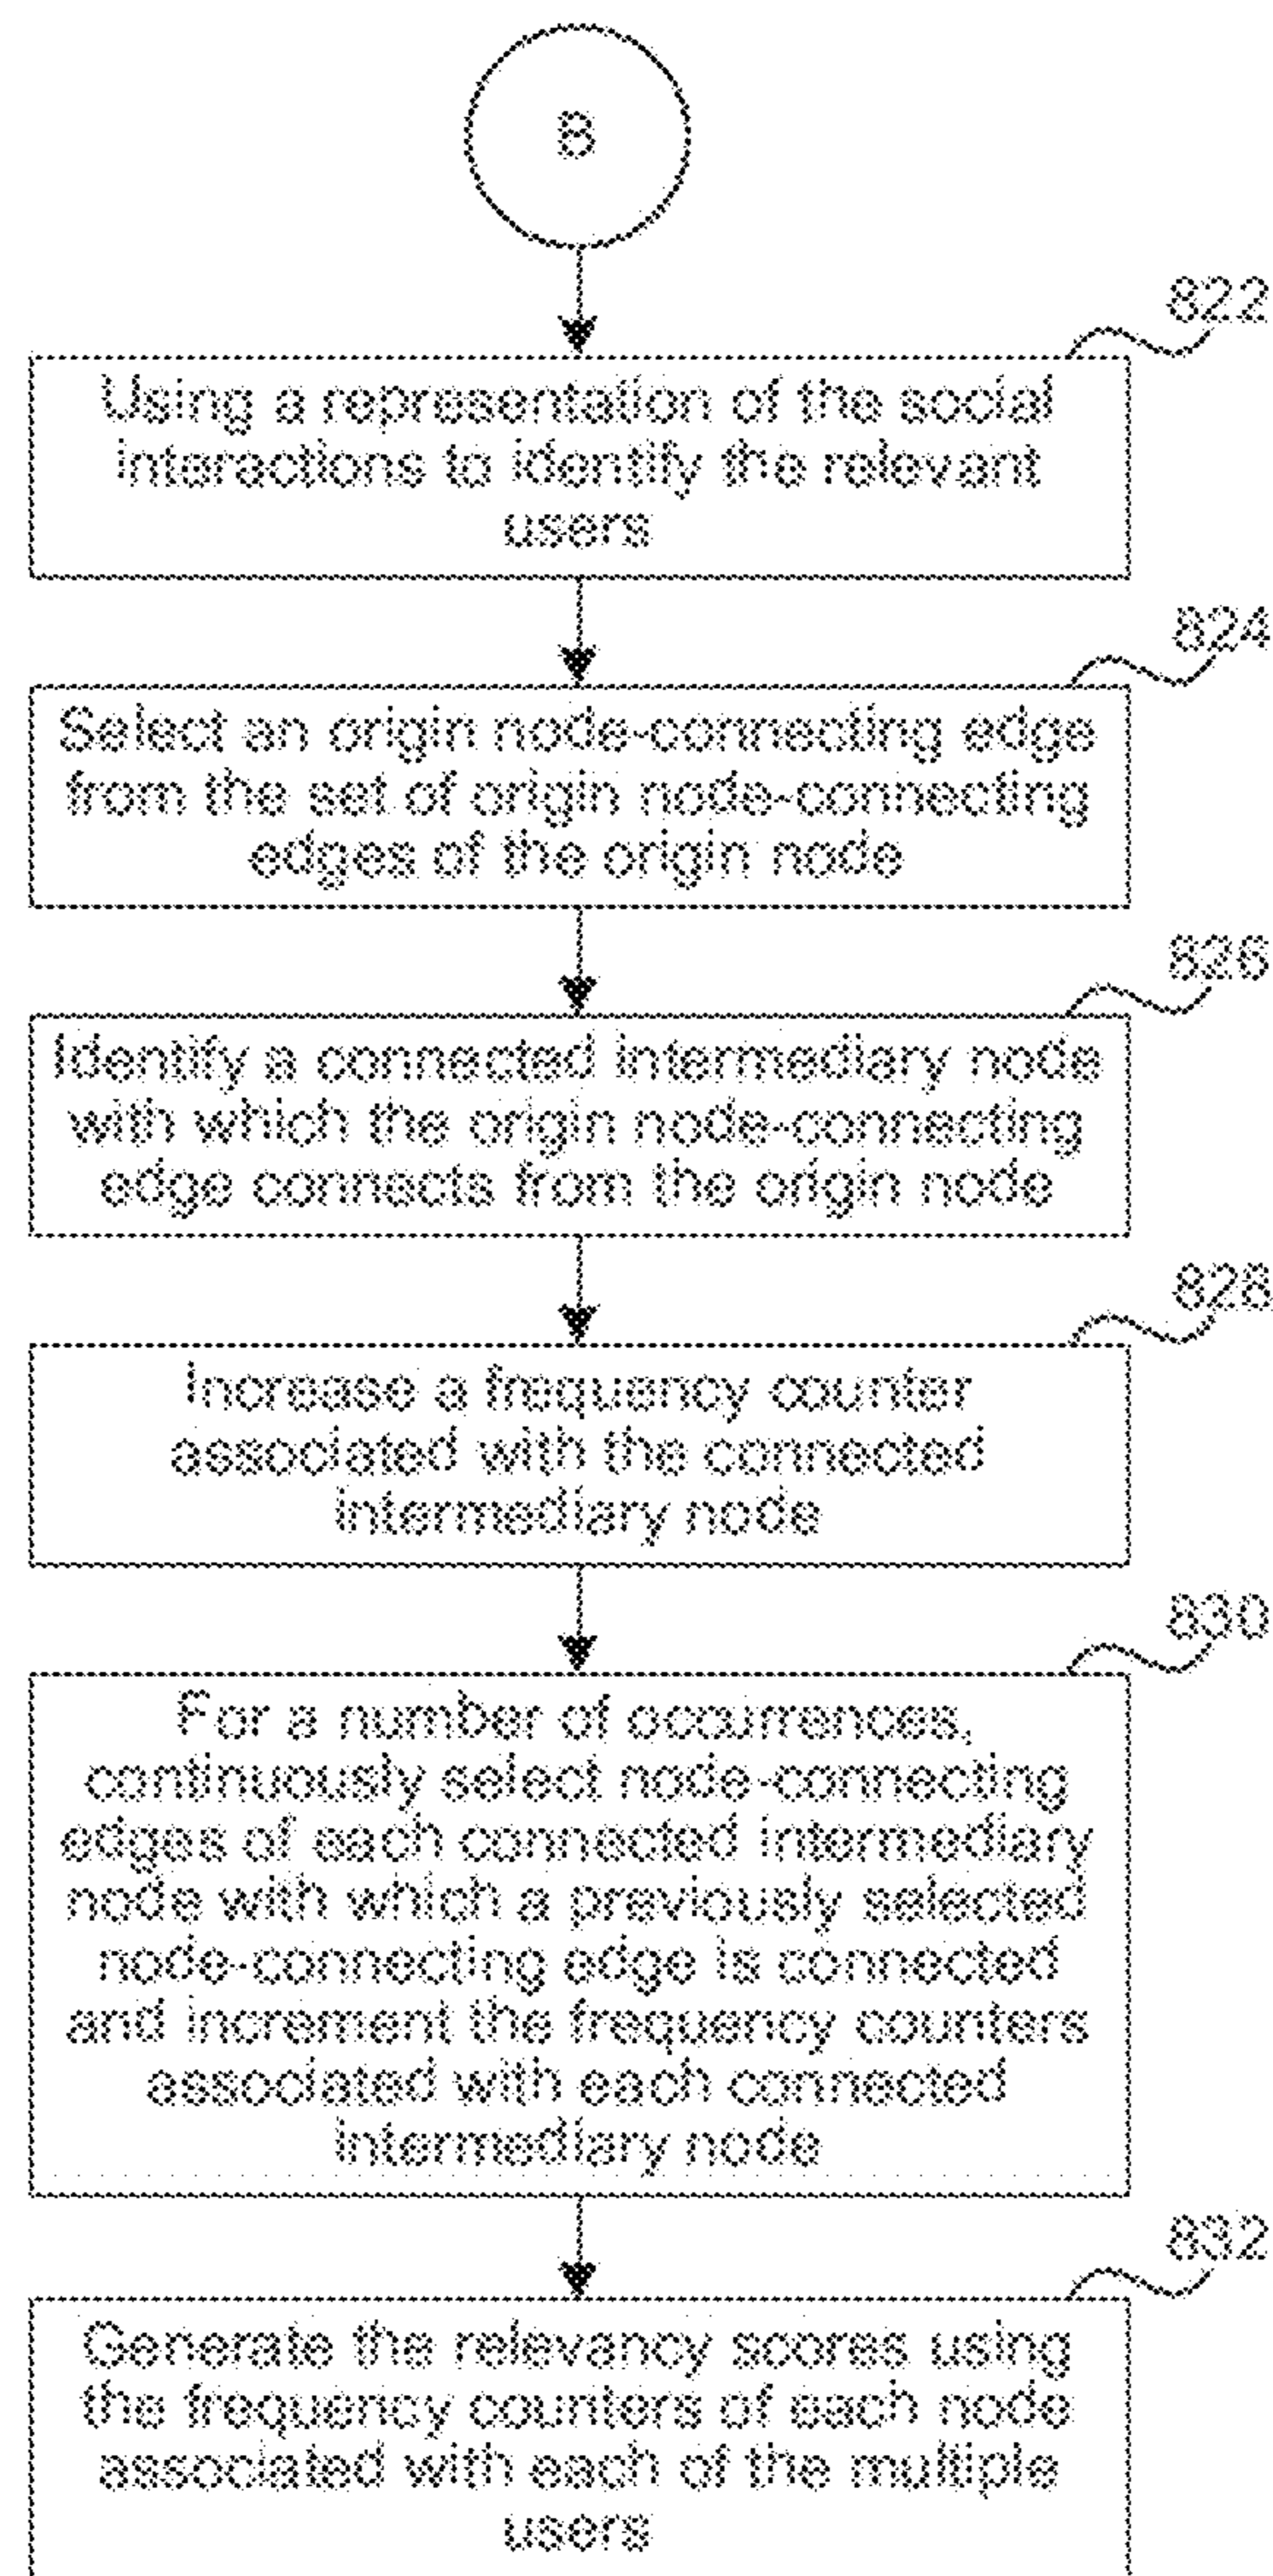 B
822
Using a representation of the social
interactions to identify the relevant
users
824
Select an origin node-connecting edge
from the set of origin node-connecting
edges of the origin node
826
Identify a connected intermediary node
with which the origin node-connecting
edge connects from the origin node
828
Increase a frequency counter
associated with the connected
intermediary node
830
For a number of occurrences,
continuously select node-connecting
edges of each connected intermediary
node with which a previously selected
node-connecting edge is connected
and increment the frequency counters
associated with each connected
intermediary node
832
Generate the relevancy scores using
the frequency counters of each node
associated with each of the multiple
users